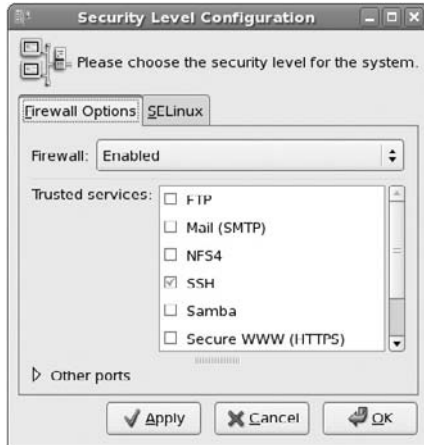 Security Level Configuration
Please choose the security level for the system.
Firewall Options SELinux
Firewall: Enabled
Trusted services:
FTP
Mail (SMTP)
NFS4
SSH
Samba
Secure WWW (HTTPS)
Other ports
Apply Cancel OK